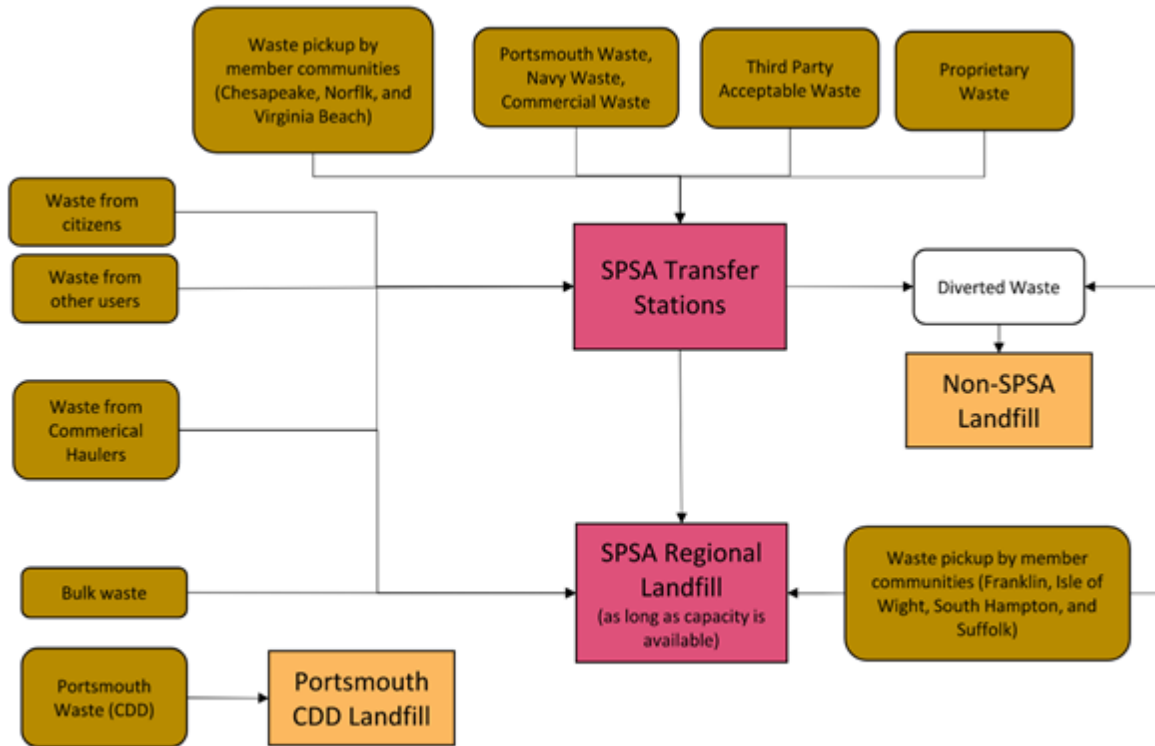 Waste pickup by
member communities
(Chesapeake, Norflk, and
Virginia Beach)
Portsmouth Waste,
Navy Waste,
Commercial Waste
Third Party
Acceptable Waste
Proprietary
Waste
Waste from
citizens
Waste from
other users
SPSA Transfer
Stations
Diverted Waste
Non-SPSA
Landfill
Waste from
Commerical
Haulers
Bulk waste
SPSA Regional
Landfill
(as long as capacity is
available)
Waste pickup by member
communities (Franklin, Isle of
Wight, South Hampton, and
Suffolk)
Portsmouth
Waste (CDD)
Portsmouth
CDD Landfill